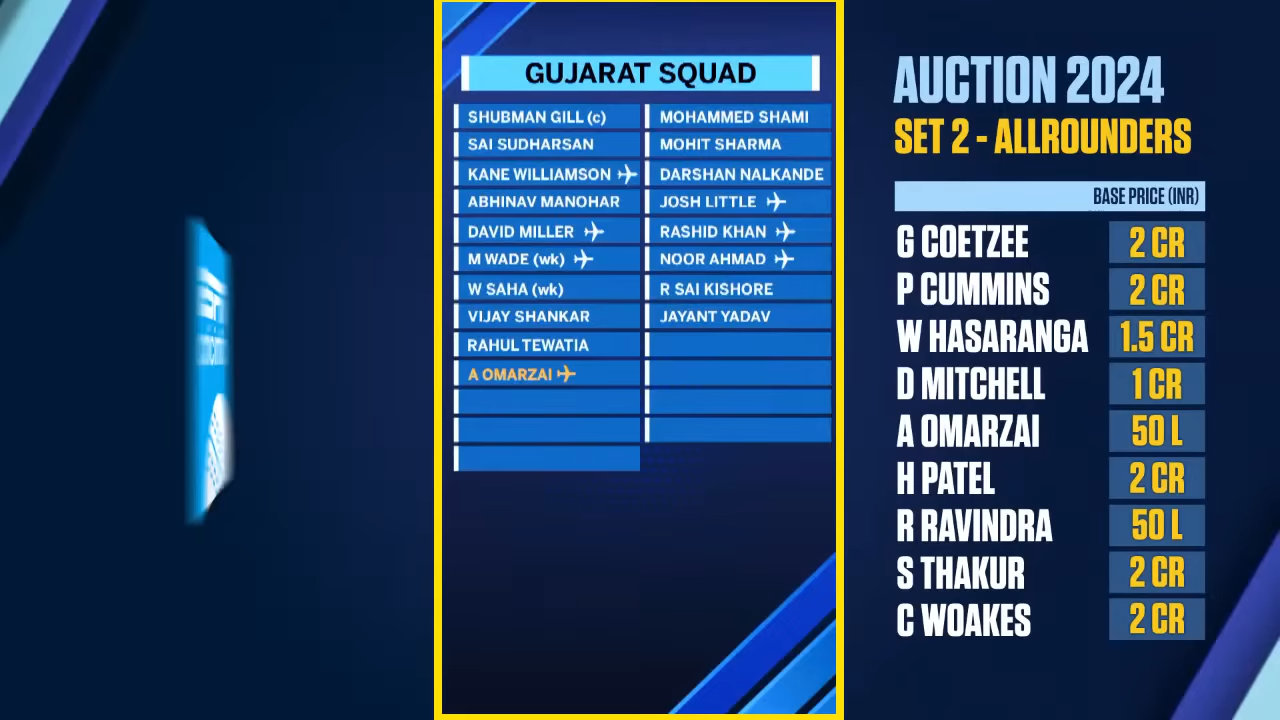 GUJARAT SQUAD
SHUBMAN GILL (c)
SAI SUDHARSAN
KANE WILLIAMSON
ABHINAV MANOHAR
DAVID MILLER
M WADE (wk)
W SAHA (wk)
VIJAY SHANKAR
RAHUL TEWATIA
A OMARZAI
MOHAMMED SHAMI
MOHIT SHARMA
DARSHAN NALKANDE
JOSH LITTLE
RASHID KHAN
NOOR AHMAD
R SAI KISHORE
JAYANT YADAV
AUCTION 2024
SET 2 - ALLROUNDERS
BASE PRICE (INR)
G COETZEE 2 CR
P CUMMINS 2 CR
W HASARANGA 1.5 CR
D MITCHELL 1 CR
A OMARZAI 50 L
H PATEL 2 CR
R RAVINDRA 50 L
S THAKUR 2 CR
C WOAKES 2 CR